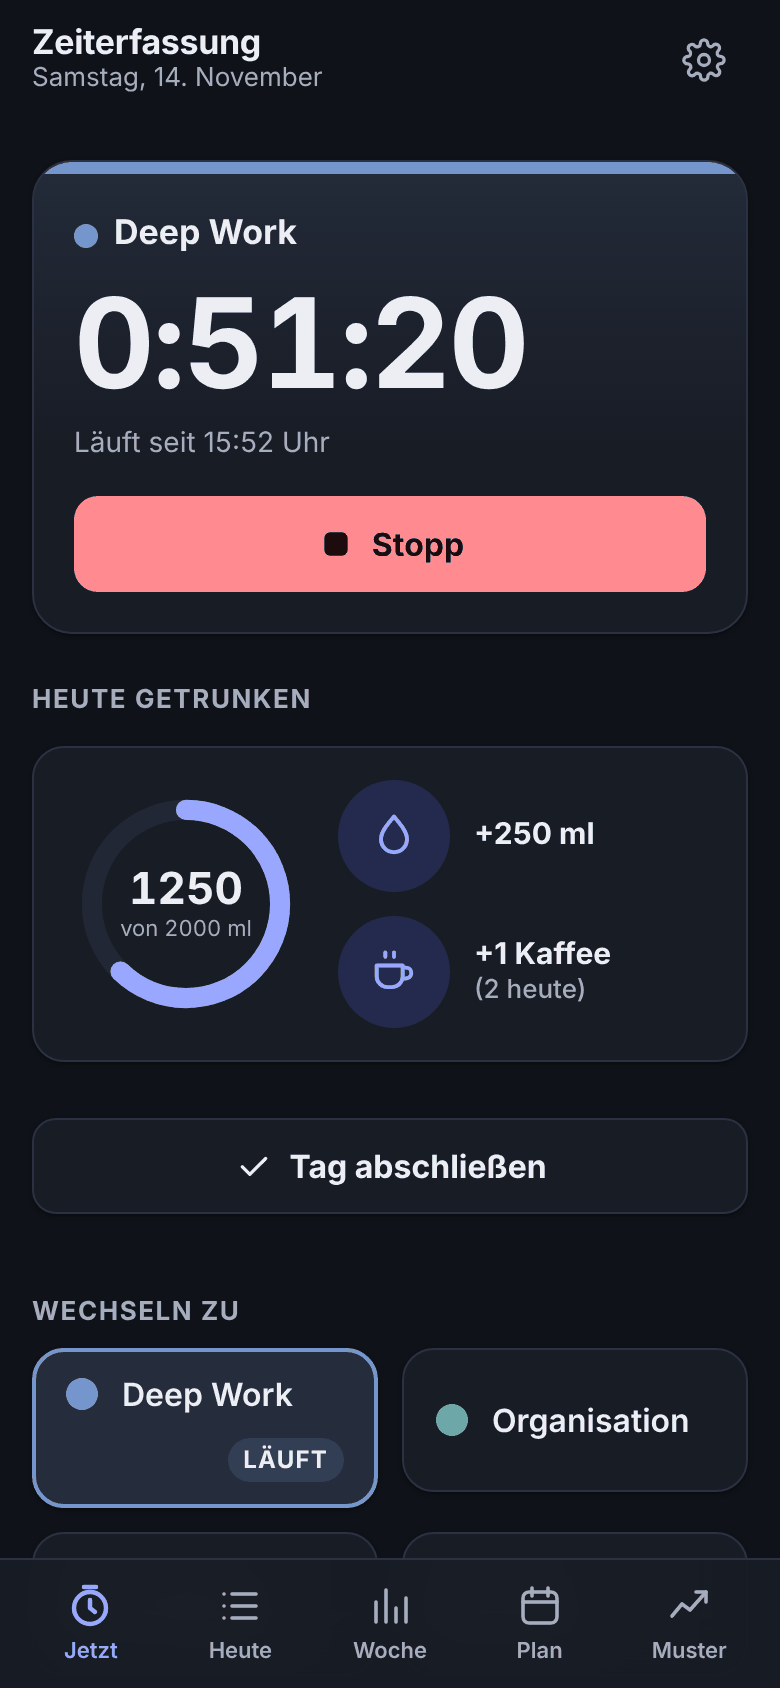 Zeiterfassung
Samstag, 14. November
Deep Work
0:51:20
Läuft seit 15:52 Uhr
Stopp
HEUTE GETRUNKEN
1250
von 2000 ml
+250 ml
+1 Kaffee
(2 heute)
Tag abschließen
WECHSELN ZU
Deep Work
LÄUFT
Organisation
Jetzt
Heute
Woche
Plan
Muster